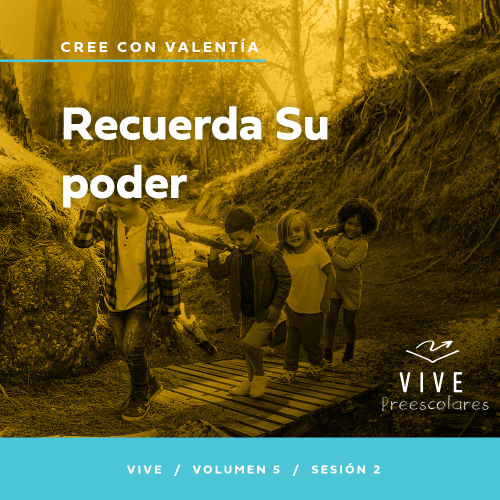 CREE CON VALENTÍA
Recuerda Su
poder
VIVE
Preescolares
VIVE / VOLUMEN 5 / SESIÓN 2